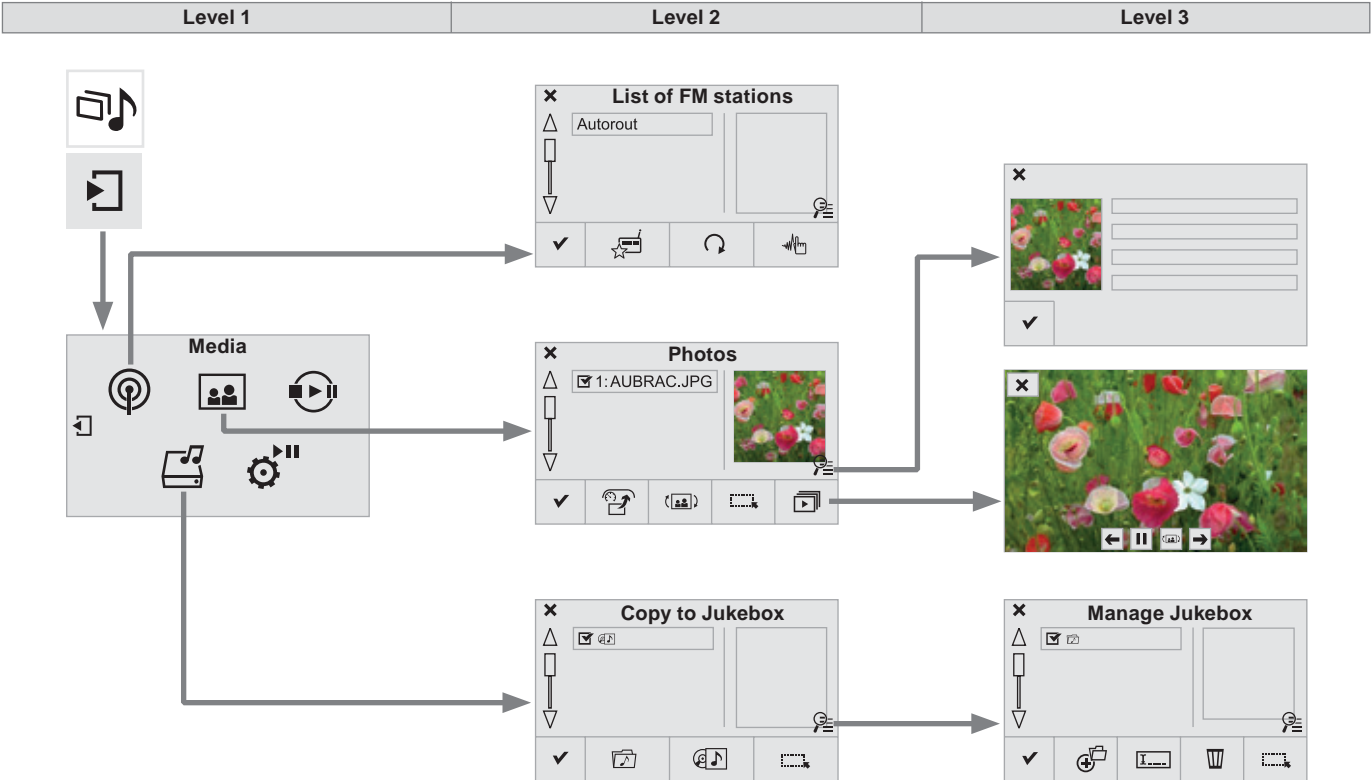 Level 1
Level 2
Level 3
List of FM stations
Autorout
Media
Photos
1: AUBRAC.JPG
Copy to Jukebox
Manage Jukebox